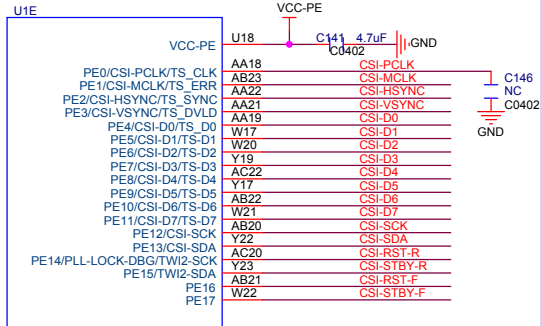 U1E
VCC-PE
VCC-PE U18 C141 4.7uF GND
C0402
PE0/CSI-PCLK/TS_CLK AA18 CSI-PCLK
PE1/CSI-MCLK/TS_ERR AB23 CSI-MCLK
PE2/CSI-HSYNC/TS_SYNC AA22 CSI-HSYNC
PE3/CSI-VSYNC/TS_DVLD AA21 CSI-VSYNC
PE4/CSI-D0/TS_D0 AA19 CSI-D0
PE5/CSI-D1/TS-D1 W17 CSI-D1
PE6/CSI-D2/TS-D2 W20 CSI-D2
PE7/CSI-D3/TS-D3 Y19 CSI-D3
PE8/CSI-D4/TS-D4 AC22 CSI-D4
PE9/CSI-D5/TS-D5 Y17 CSI-D5
PE10/CSI-D6/TS-D6 AB22 CSI-D6
PE11/CSI-D7/TS-D7 W21 CSI-D7
PE12/CSI-SCK AB20 CSI-SCK
PE13/CSI-SDA Y22 CSI-SDA
PE14/PLL-LOCK-DBG/TWI2-SCK AC20 CSI-RST-R
PE15/TWI2-SDA Y23 CSI-STBY-R
PE16 AB21 CSI-RST-F
PE17 W22 CSI-STBY-F
C146
NC
C0402
GND